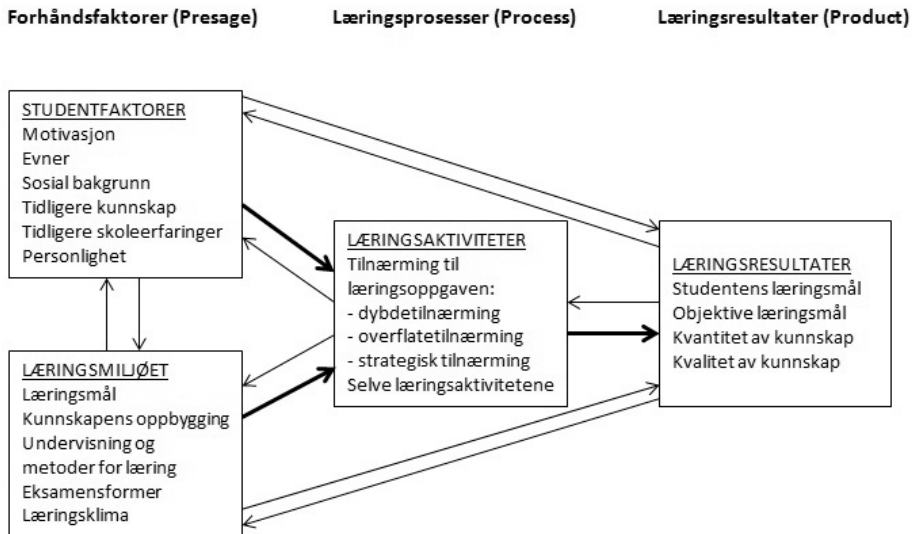 Forhåndsfaktorer (Presage)
Læringsprosesser (Process)
Læringsresultater (Product)
STUDENTFAKTORER
Motivasjon
Evner
Sosial bakgrunn
Tidligere kunnskap
Tidligere skoleerfaringer
Personlighet
LÆRINGSMILJØET
Læringsmål
Kunnskapens oppbygging
Undervisning og
metoder for læring
Eksamensformer
Læringsklima
LÆRINGSAKTIVITETER
Tilnærming til
læringsoppgaven:
- dybdetilnærming
- overflatetilnærming
- strategisk tilnærming
Selve læringsaktivitetene
LÆRINGSRESULTATER
Studentens læringsmål
Objektive læringsmål
Kvantitet av kunnskap
Kvalitet av kunnskap